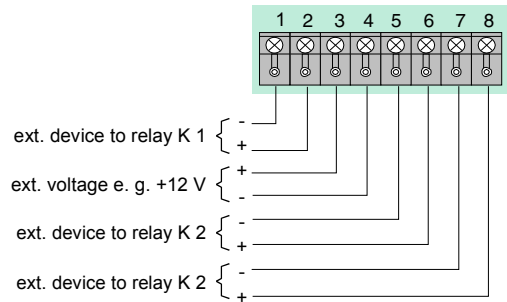 1 2 3 4 5 6 7 8
-
ext. device to relay K 1
+
+
ext. voltage e. g. +12 V
-
-
ext. device to relay K 2
+
-
ext. device to relay K 2
+